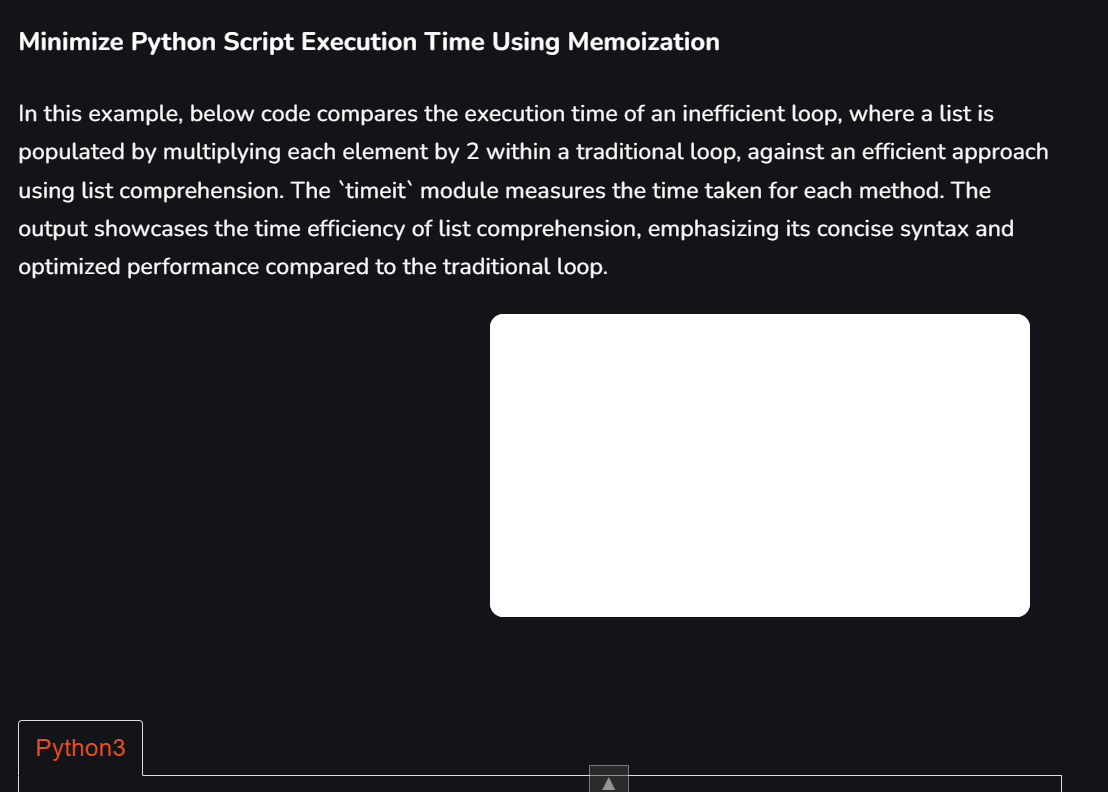 Minimize Python Script Execution Time Using Memoization
In this example, below code compares the execution time of an inefficient loop, where a list is
populated by multiplying each element by 2 within a traditional loop, against an efficient approach
using list comprehension. The `timeit` module measures the time taken for each method. The
output showcases the time efficiency of list comprehension, emphasizing its concise syntax and
optimized performance compared to the traditional loop.
Python3